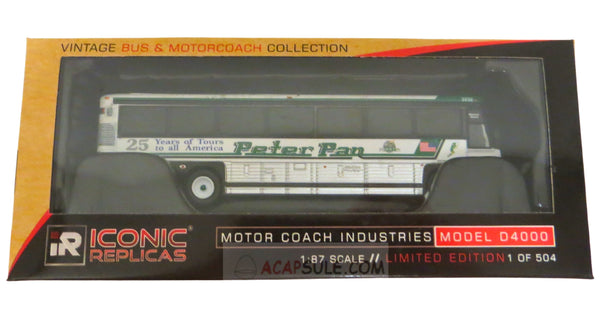 VINTAGE BUS & MOTORCOACH COLLECTION
25 Years of Tours
to all America
Peter Pan
iR ICONIC®
REPLICAS
MOTOR COACH INDUSTRIES MODEL D4000
1:87 SCALE // LIMITED EDITION 1 OF 504
ACAPSULE.COM